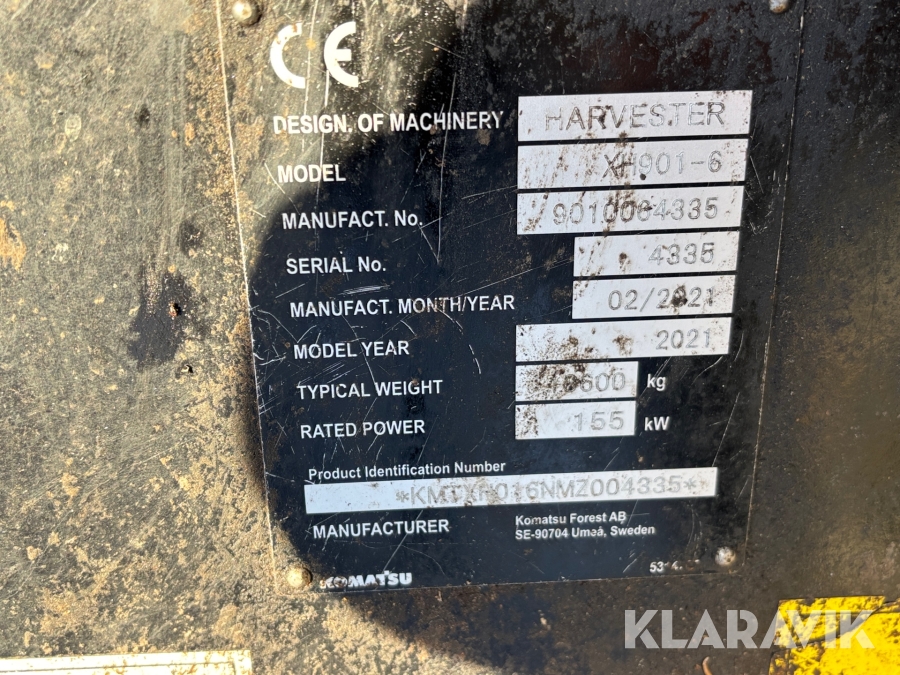 CE
DESIGN. OF MACHINERY HARVESTER
MODEL XH901-6
MANUFACT. No. 9010004335
SERIAL No. 4335
MANUFACT. MONTH/YEAR 02/2021
MODEL YEAR 2021
TYPICAL WEIGHT kg
RATED POWER 155 kW
Product Identification Number
MANUFACTURER Komatsu Forest AB
SE-90704 Umeå, Sweden
KOMATSU
KLARAVIK